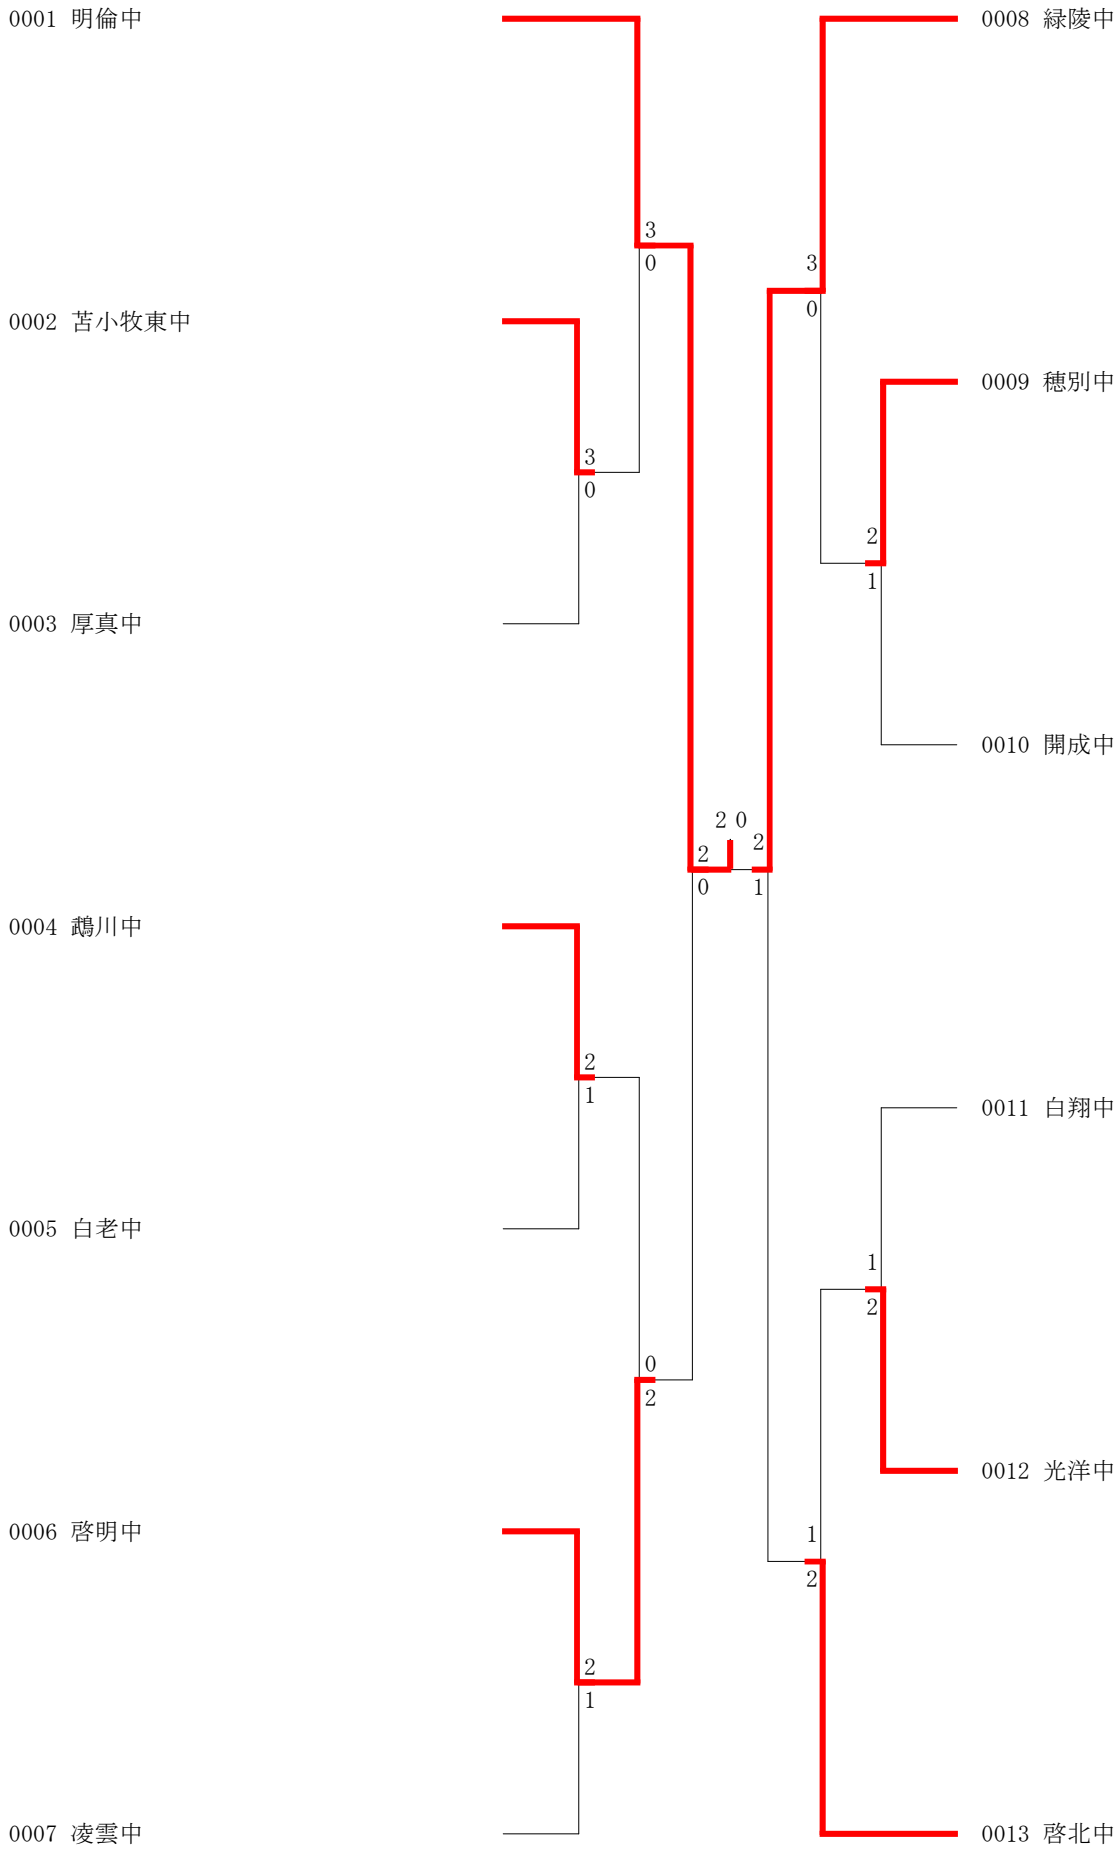 0001 明倫中
0002 苫小牧東中
0003 厚真中
0004 鵡川中
0005 白老中
0006 啓明中
0007 凌雲中
3
0
3
0
2
1
0
2
2
1
2
0
2 0
2
1
3
0
2
1
1
2
1
2
0008 緑陵中
0009 穂別中
0010 開成中
0011 白翔中
0012 光洋中
0013 啓北中